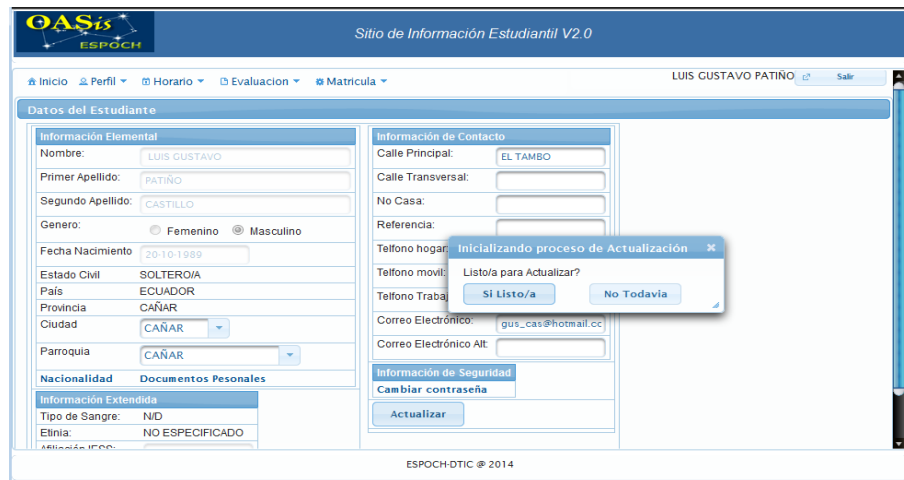 OASis
ESPOCH
Sitio de Información Estudiantil V2.0
Inicio Perfil Horario Evaluacion Matricula
LUIS GUSTAVO PATIÑO Salir
Datos del Estudiante
Información Elemental
Nombre: LUIS GUSTAVO
Primer Apellido: PATIÑO
Segundo Apellido: CASTILLO
Genero: Femenino Masculino
Fecha Nacimiento 20-10-1989
Estado Civil SOLTERO/A
País ECUADOR
Provincia CAÑAR
Ciudad CAÑAR
Parroquia CAÑAR
Nacionalidad Documentos Pesonales
Información Extendida
Tipo de Sangre: N/D
Etinia: NO ESPECIFICADO
Afiliación IESS:
Información de Contacto
Calle Principal: EL TAMBO
Calle Transversal:
No Casa:
Referencia:
Telfono hogar
Telfono movil:
Telfono Trabaj
Correo Electrónico: gus_cas@hotmail.cc
Correo Electrónico Alt:
Información de Seguridad
Cambiar contraseña
Actualizar
Inicializando proceso de Actualización
Listo/a para Actualizar?
Si Listo/a No Todavia
ESPOCH-DTIC @ 2014